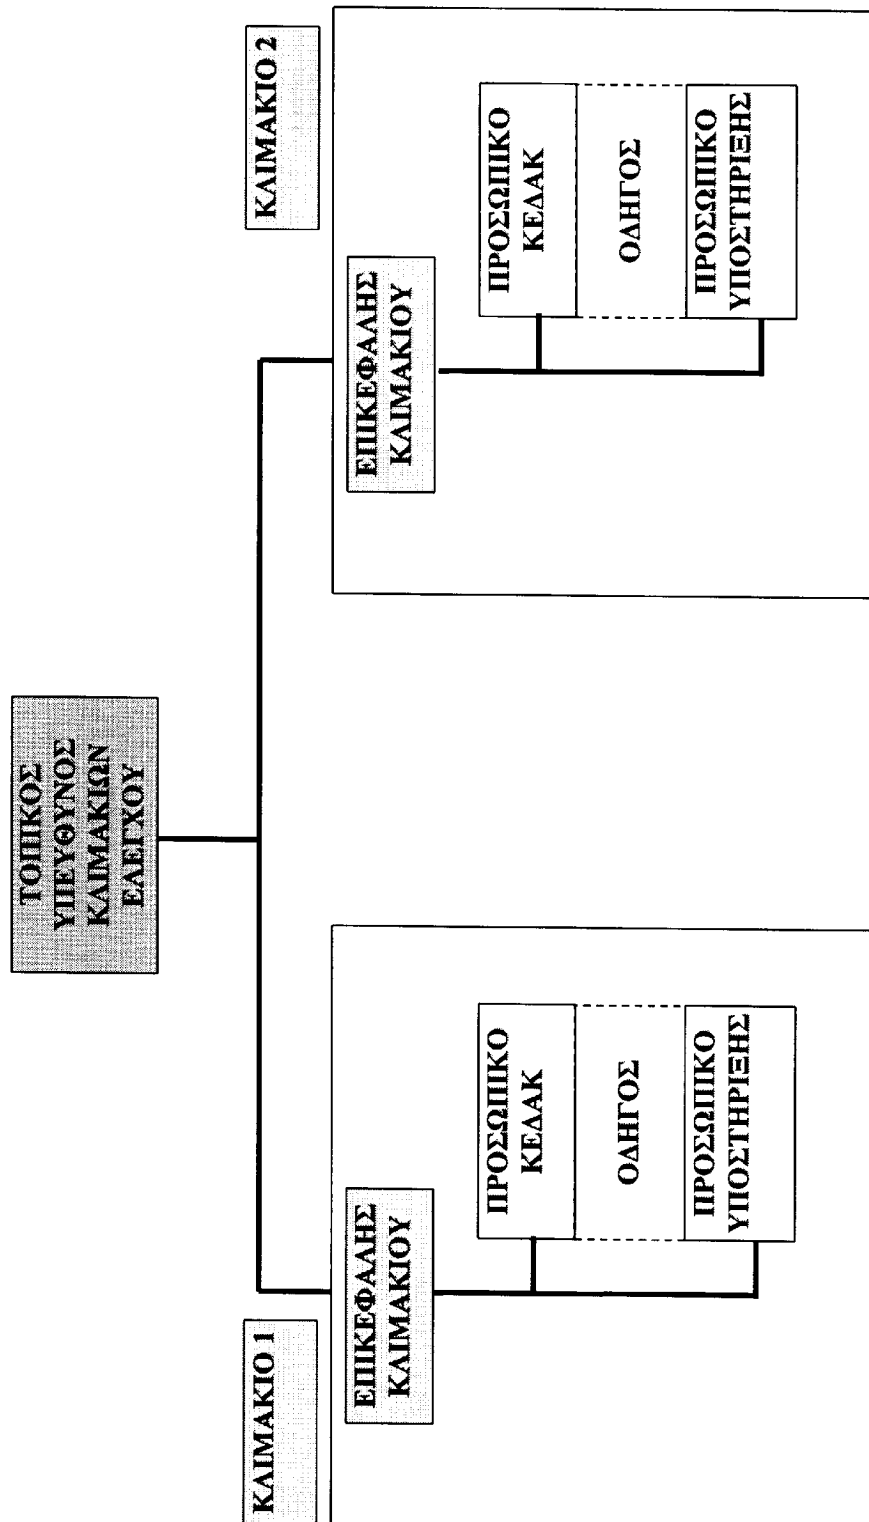 ΤΟΠΙΚΟΣ
ΥΠΕΥΘΥΝΟΣ
ΚΛΙΜΑΚΙΩΝ
ΕΛΕΓΧΟΥ
ΚΛΙΜΑΚΙΟ 1
ΕΠΙΚΕΦΑΛΗΣ
ΚΛΙΜΑΚΙΟΥ
ΠΡΟΣΩΠΙΚΟ
ΚΕΔΑΚ
ΟΔΗΓΟΣ
ΠΡΟΣΩΠΙΚΟ
ΥΠΟΣΤΗΡΙΞΗΣ
ΚΛΙΜΑΚΙΟ 2
ΕΠΙΚΕΦΑΛΗΣ
ΚΛΙΜΑΚΙΟΥ
ΠΡΟΣΩΠΙΚΟ
ΚΕΔΑΚ
ΟΔΗΓΟΣ
ΠΡΟΣΩΠΙΚΟ
ΥΠΟΣΤΗΡΙΞΗΣ